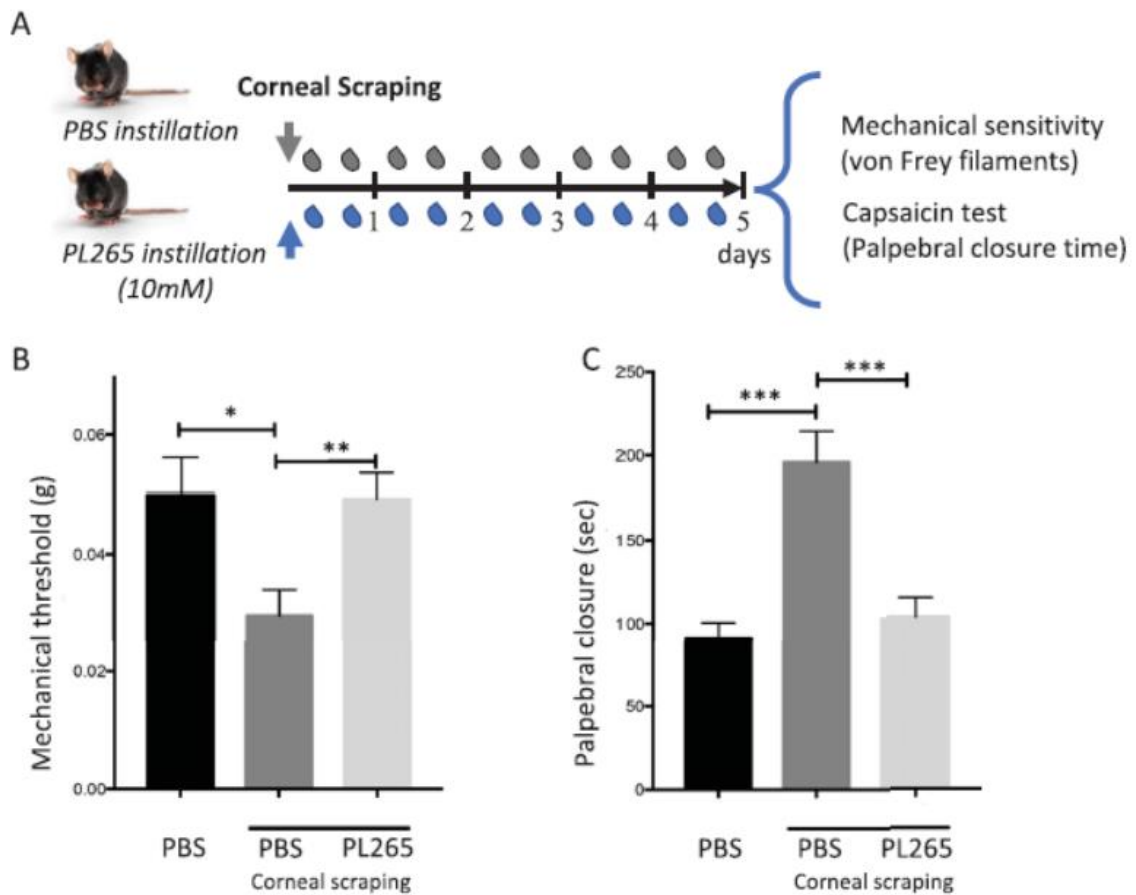 A
PBS instillation
Corneal Scraping
PL265 instillation
(10mM)
1 2 3 4 5
days
Mechanical sensitivity
(von Frey filaments)
Capsaicin test
(Palpebral closure time)
B
Mechanical threshold (g)
0.06
0.04
0.02
0.00
*
**
PBS PBS PL265
Corneal scraping
C
Palpebral closure (sec)
250
200
150
100
50
0
***
***
PBS PBS PL265
Corneal scraping